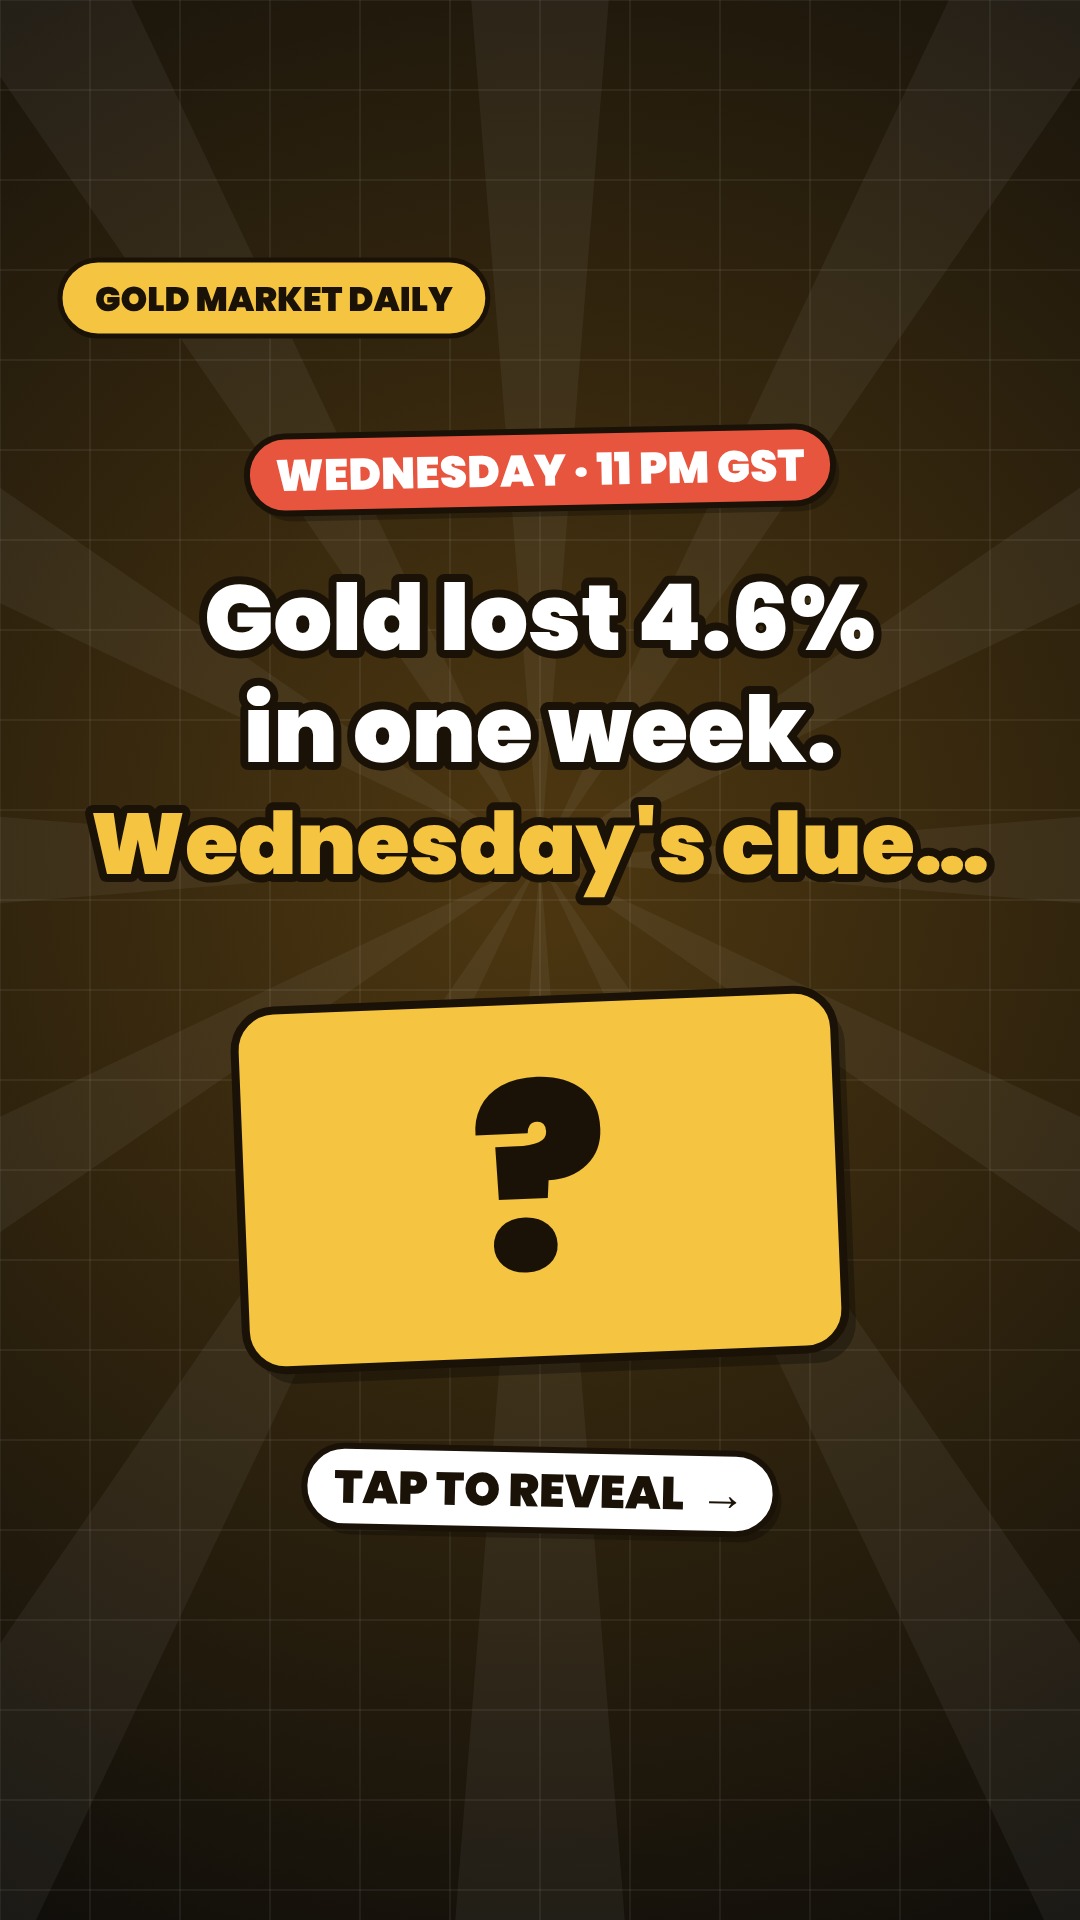 GOLD MARKET DAILY
WEDNESDAY · 11 PM GST
Gold lost 4.6%
in one week.
Wednesday's clue...
?
TAP TO REVEAL →